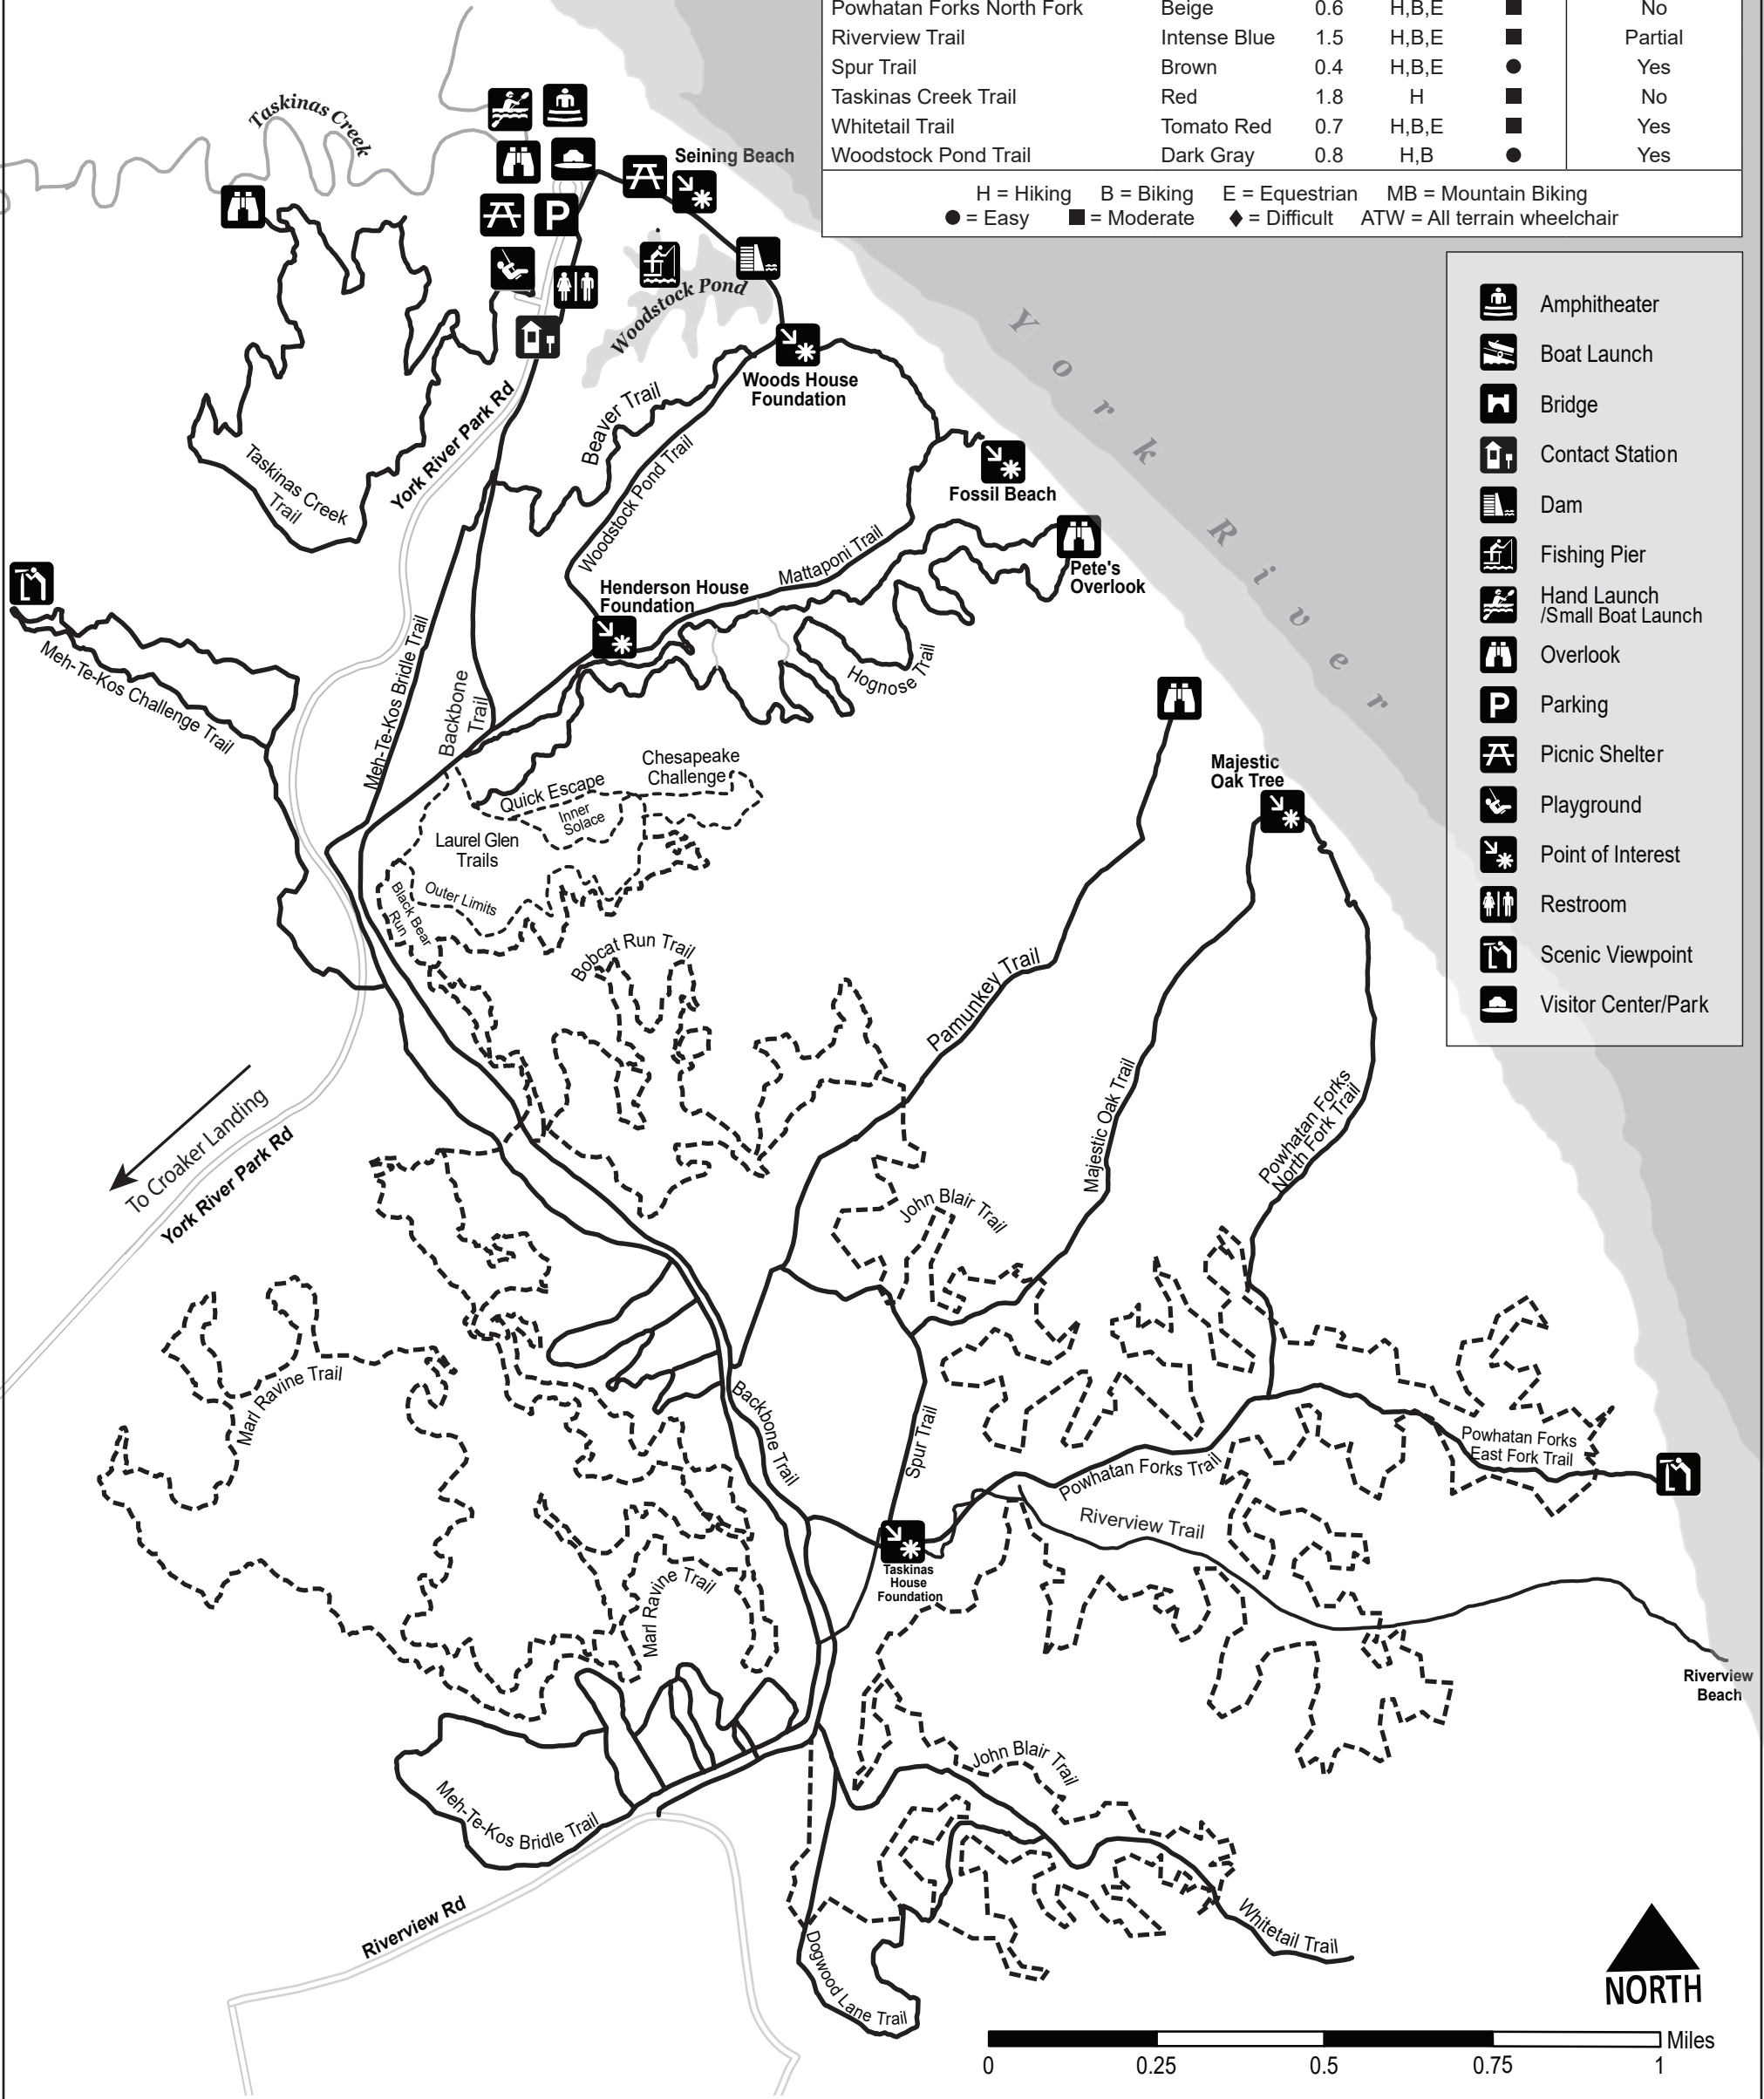 Powhatan Forks North Fork Beige 0.6 H,B,E ■ No
Riverview Trail Intense Blue 1.5 H,B,E ■ Partial
Spur Trail Brown 0.4 H,B,E ● Yes
Taskinas Creek Trail Red 1.8 H ■ No
Whitetail Trail Tomato Red 0.7 H,B,E ■ Yes
Woodstock Pond Trail Dark Gray 0.8 H,B ● Yes
H = Hiking B = Biking E = Equestrian MB = Mountain Biking
● = Easy ■ = Moderate ♦ = Difficult ATW = All terrain wheelchair
Taskinas Creek
Seining Beach
P
Woodstock Pond
Woods House
Foundation
Beaver Trail
Woodstock Pond Trail
York River Park Rd
Taskinas Creek
Trail
Fossil Beach
Mattaponi Trail
Pete's
Overlook
Henderson House
Foundation
Hognose Trail
York River
Meh-Te-Kos Challenge Trail
Meh-Te-Kos Bridle Trail
Backbone
Trail
Chesapeake
Challenge
Quick Escape
Inner
Solace
Laurel Glen
Trails
Outer Limits
Black Bear
Run
Bobcat Run Trail
Majestic
Oak Tree
Pamunkey Trail
Majestic Oak Trail
Powhatan Forks
North Fork Trail
To Croaker Landing
York River Park Rd
John Blair Trail
Marl Ravine Trail
Backbone Trail
Spur Trail
Powhatan Forks Trail
Powhatan Forks
East Fork Trail
Riverview Trail
Taskinas
House
Foundation
Marl Ravine Trail
Riverview
Beach
John Blair Trail
Meh-Te-Kos Bridle Trail
Riverview Rd
Dogwood Lane Trail
Whitetail Trail
Amphitheater
Boat Launch
Bridge
Contact Station
Dam
Fishing Pier
Hand Launch
/Small Boat Launch
Overlook
P Parking
Picnic Shelter
Playground
Point of Interest
Restroom
Scenic Viewpoint
Visitor Center/Park
NORTH
Miles
0 0.25 0.5 0.75 1